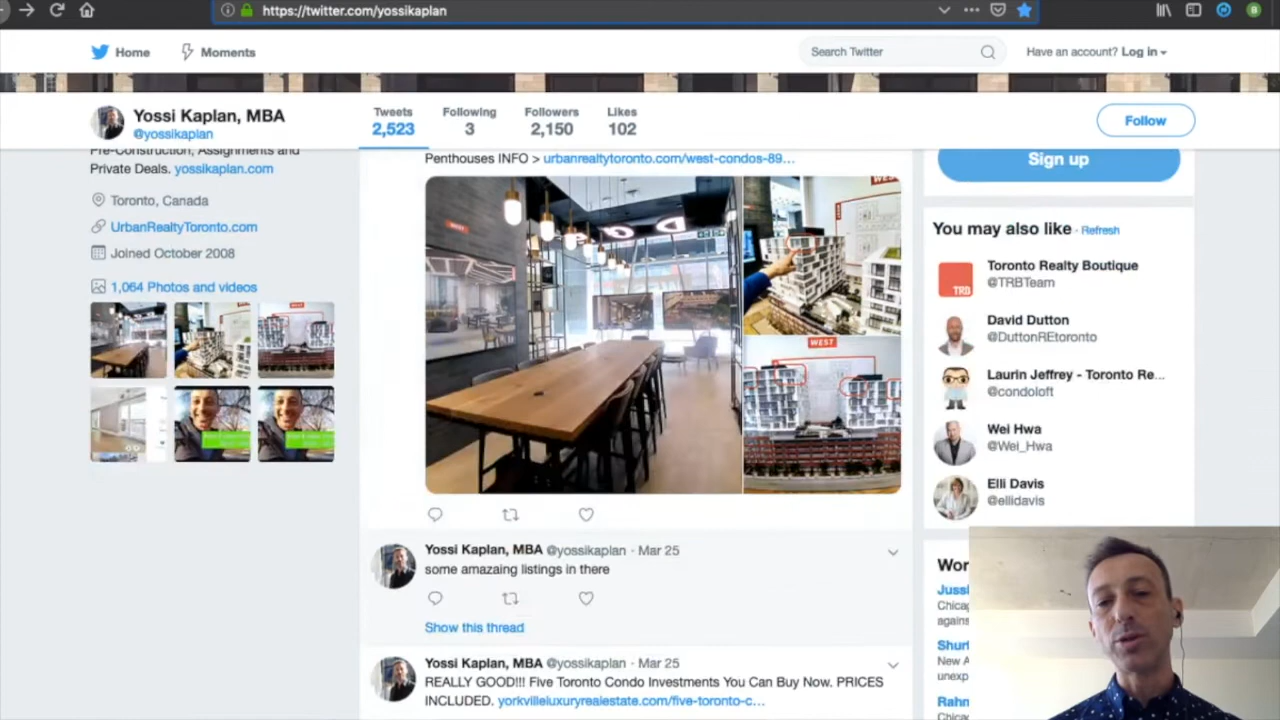 https://twitter.com/yossikaplan
Home
Moments
Search Twitter
Have an account? Log in
Yossi Kaplan, MBA
@yossikaplan
Tweets
2,523
Following
3
Followers
2,150
Likes
102
Follow
Pre-Construction, Assignments and
Private Deals. yossikaplan.com
Toronto, Canada
UrbanRealtyToronto.com
Joined October 2008
1,064 Photos and videos
Penthouses INFO > urbanrealtytoronto.com/west-condos-89...
WEST
WEST
Yossi Kaplan, MBA @yossikaplan · Mar 25
some amazaing listings in there
Show this thread
Yossi Kaplan, MBA @yossikaplan · Mar 25
REALLY GOOD!!! Five Toronto Condo Investments You Can Buy Now. PRICES
INCLUDED. yorkvilleluxuryrealestate.com/five-toronto-c...
Sign up
You may also like · Refresh
TRB
Toronto Realty Boutique
@TRBTeam
David Dutton
@DuttonREtoronto
Laurin Jeffrey - Toronto Re...
@condoloft
Wei Hwa
@Wei_Hwa
Elli Davis
@ellidavis